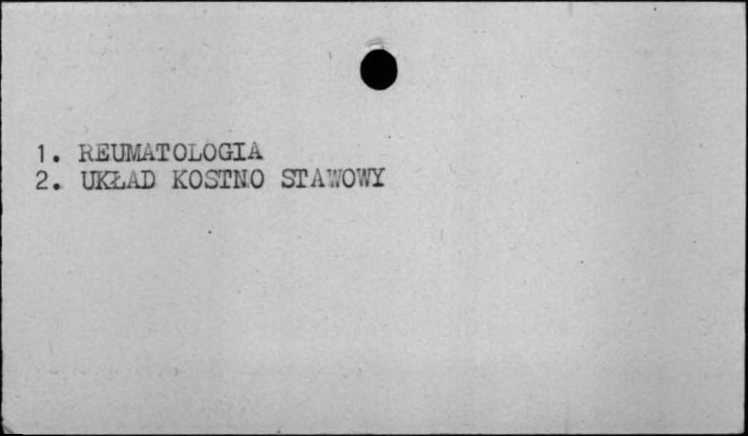 1. REUMATOLOGIA
2. UKŁAD KOSTNO STAWOWY